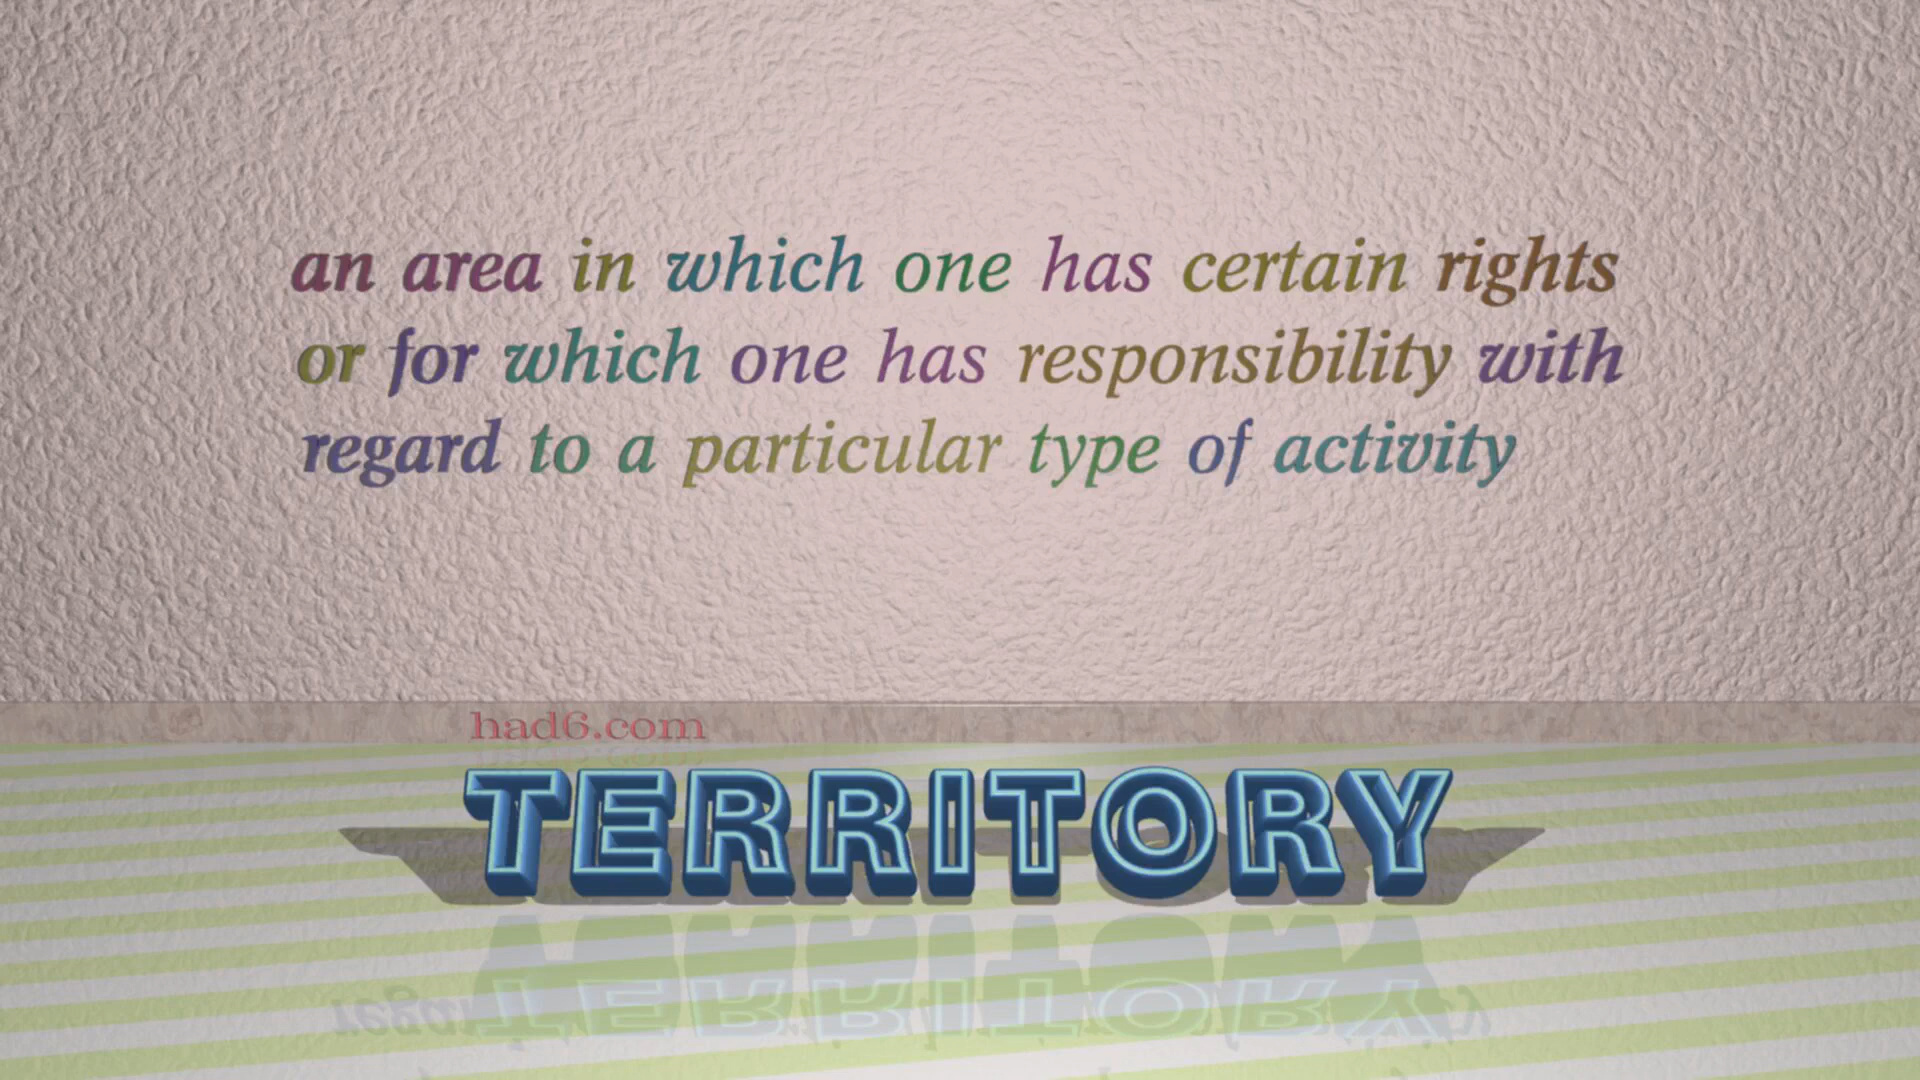 an area in which one has certain rights
or for which one has responsibility with
regard to a particular type of activity
had6.com
TERRITORY